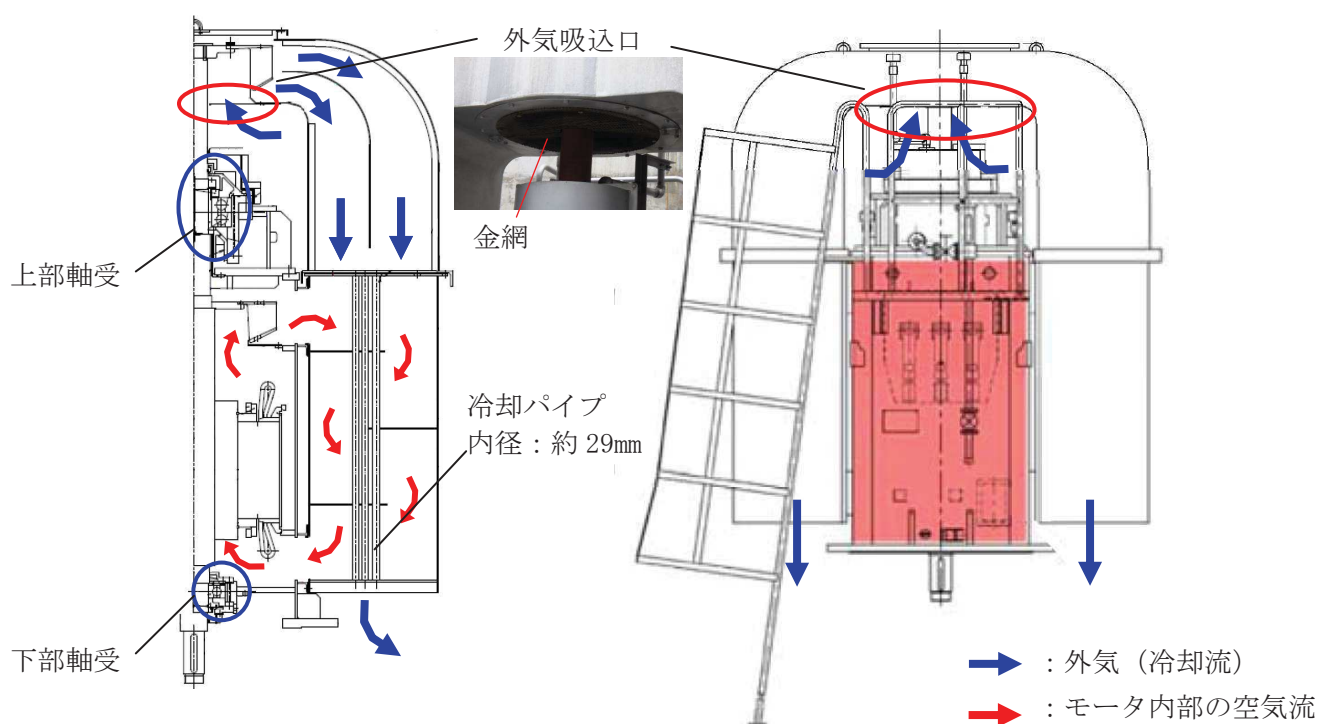 外気吸込口
金網
上部軸受
冷却パイプ
内径：約 29mm
下部軸受
：外気（冷却流）
：モータ内部の空気流